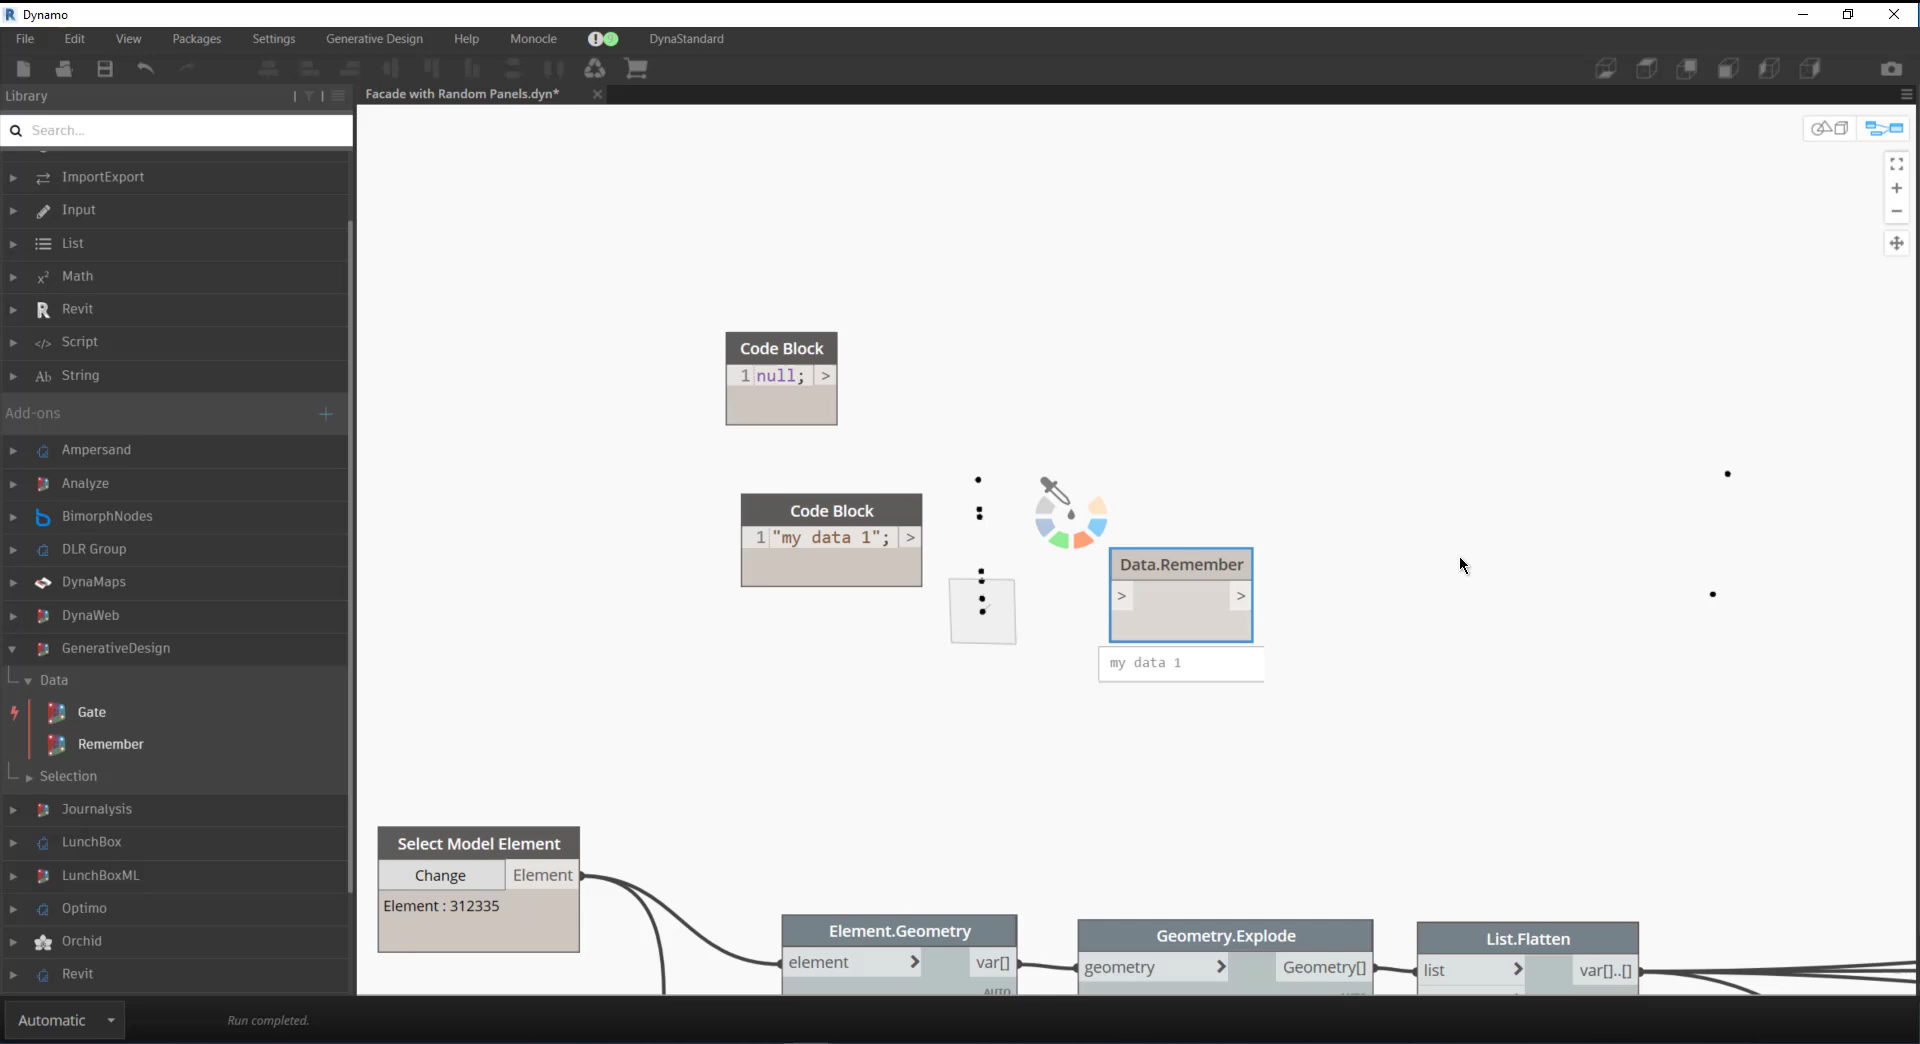 Dynamo
File Edit View Packages Settings Generative Design Help Monocle DynaStandard
Library
Facade with Random Panels.dyn*
Search...
ImportExport
Input
List
x² Math
Revit
</> Script
Ab String
Add-ons
Ampersand
Analyze
BimorphNodes
DLR Group
DynaMaps
DynaWeb
GenerativeDesign
Data
Gate
Remember
Selection
Journalysis
LunchBox
LunchBoxML
Optimo
Orchid
Revit
Code Block
1 null; >
Code Block
1 "my data 1"; >
Data.Remember
> >
my data 1
Select Model Element
Change Element
Element : 312335
Element.Geometry
element > var[]
AUTO
Geometry.Explode
geometry > Geometry[]
List.Flatten
list > var[]..[]
Automatic
Run completed.